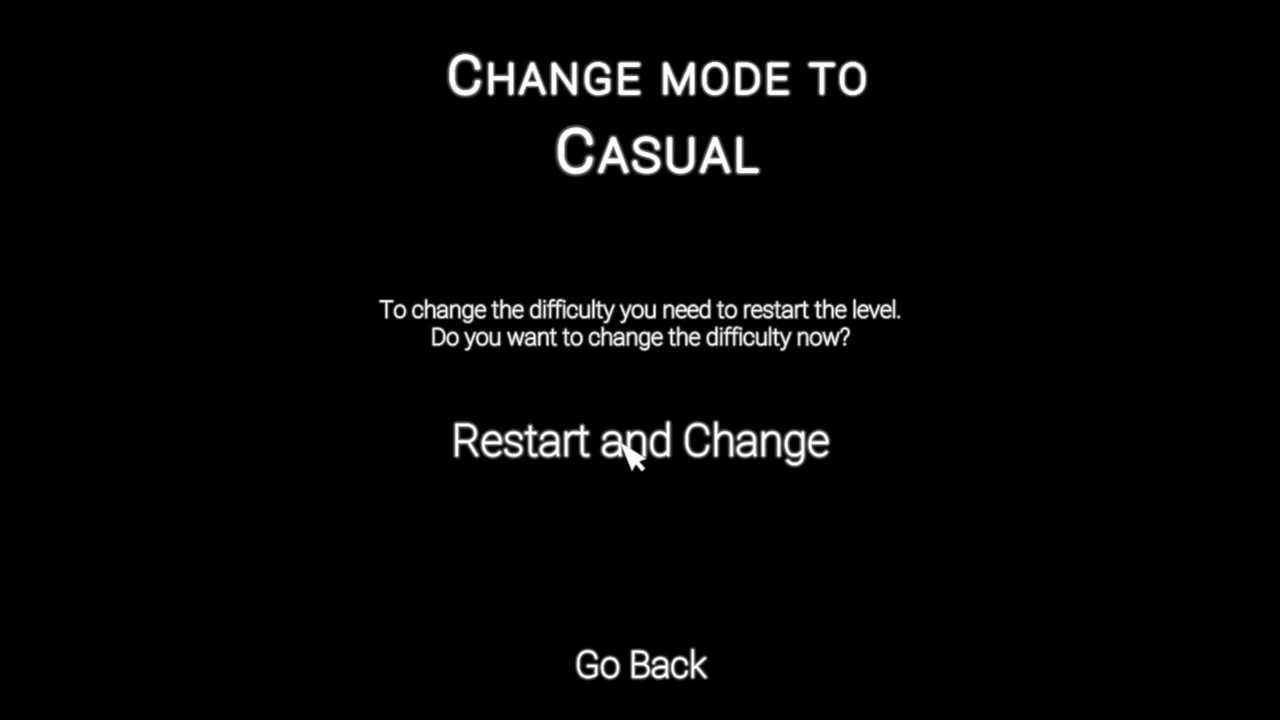 Change mode to
Casual
To change the difficulty you need to restart the level.
Do you want to change the difficulty now?
Restart and Change
Go Back